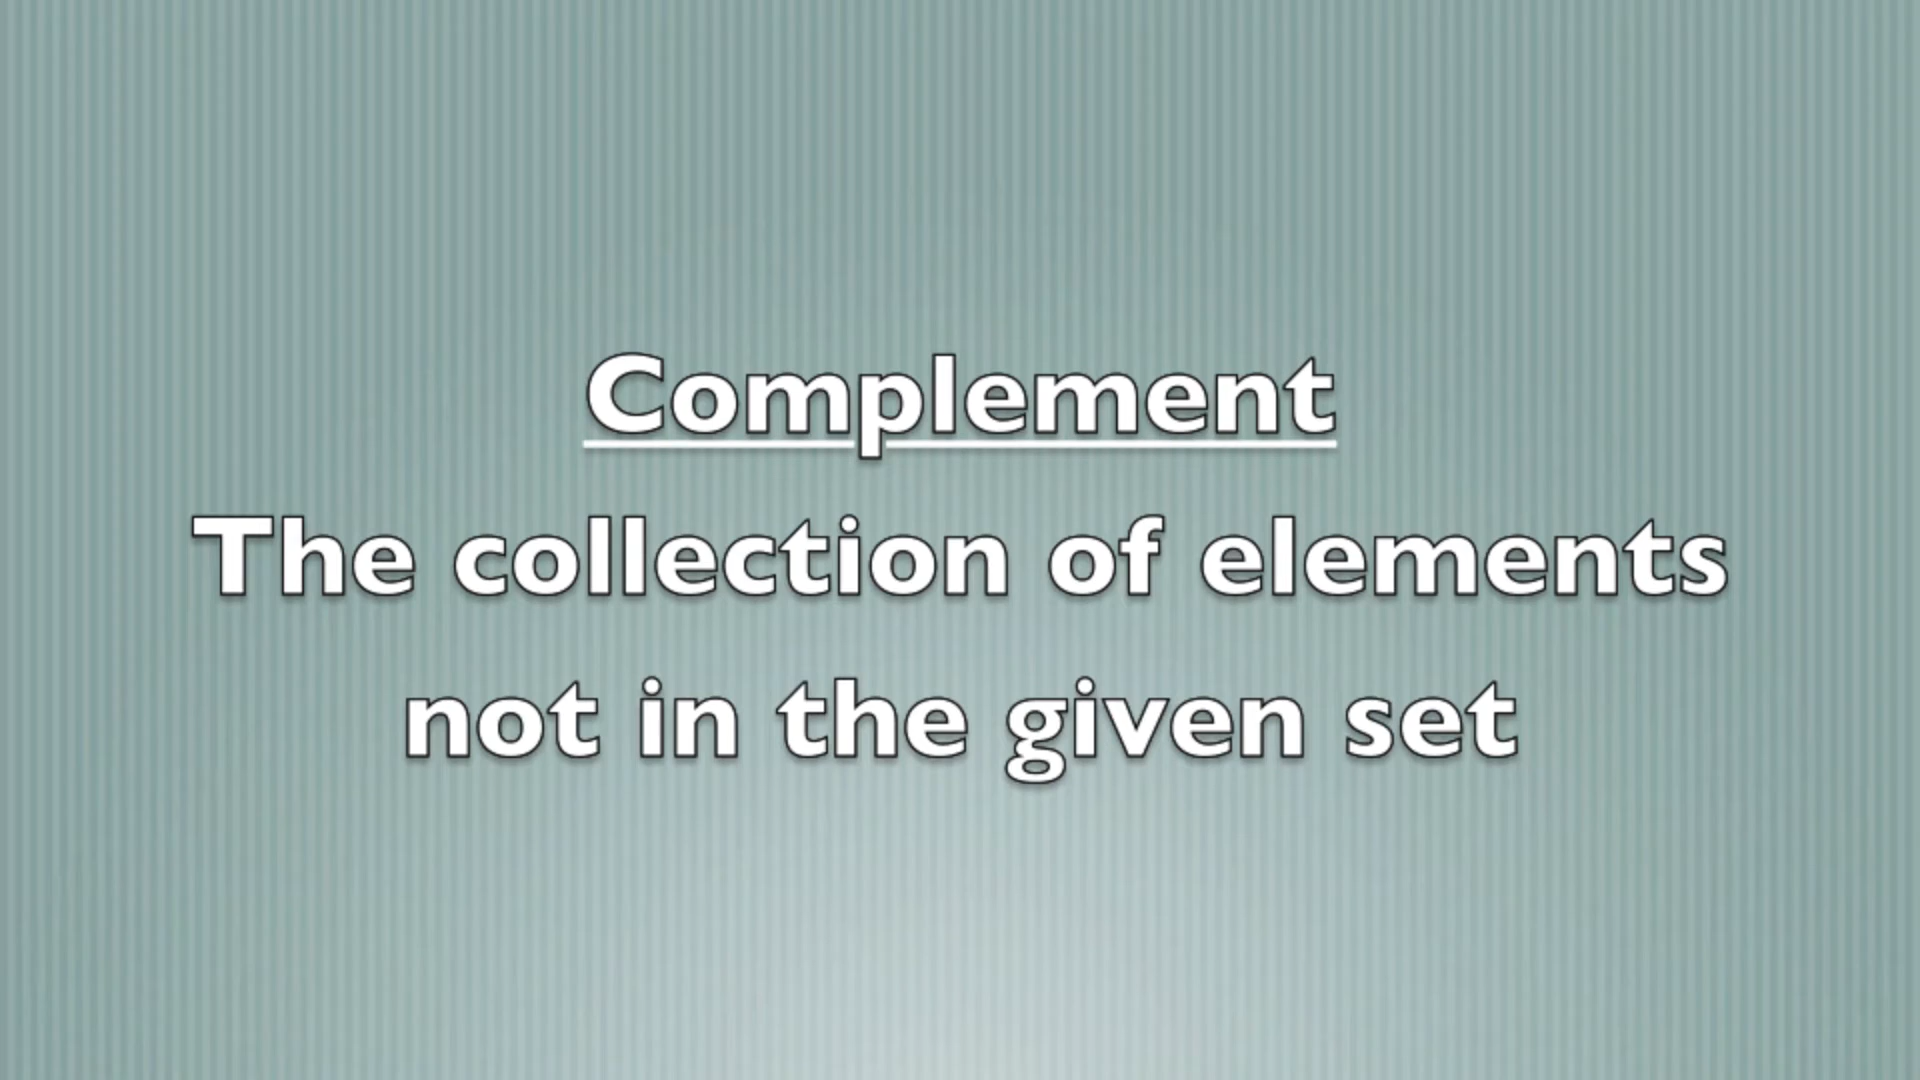 Complement
The collection of elements
not in the given set